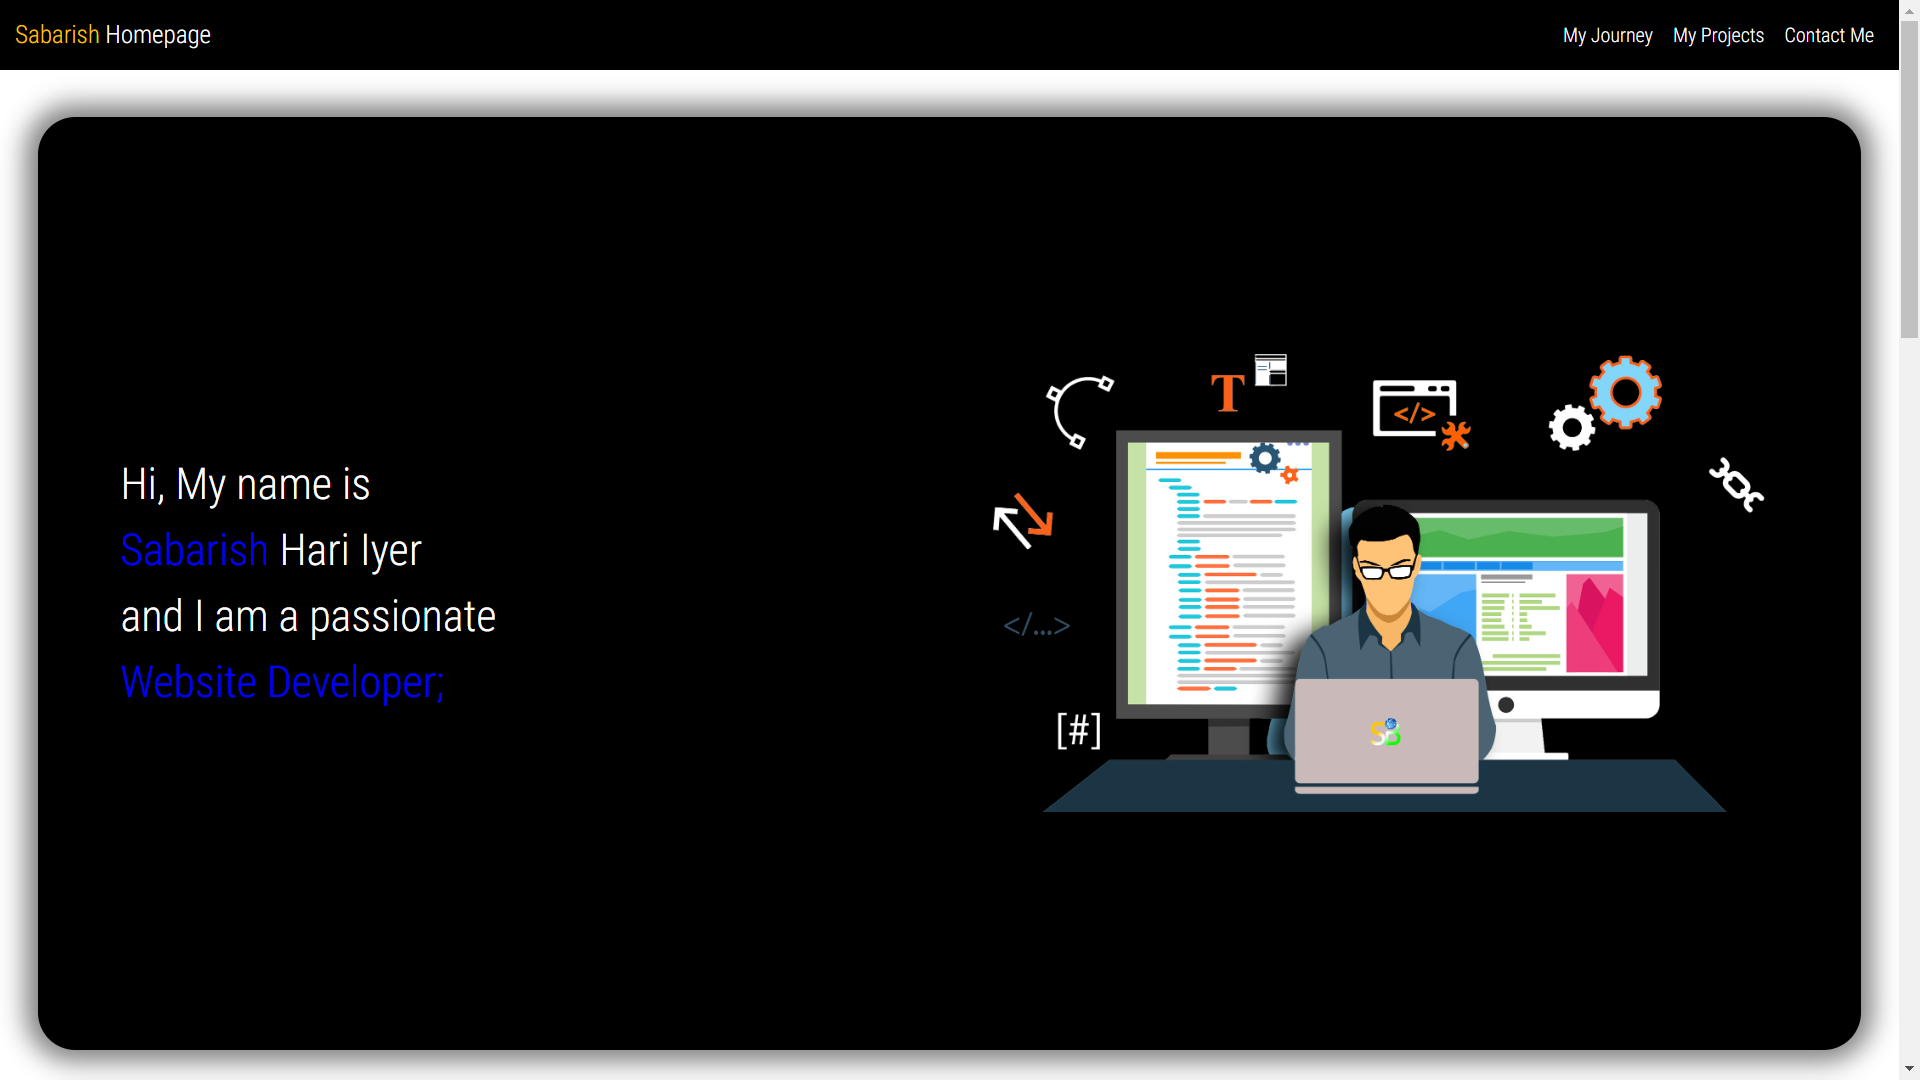 Sabarish Homepage
My Journey My Projects Contact Me
T
</>
Hi, My name is
Sabarish Hari Iyer
and I am a passionate
Website Developer;
</...>
[#]
SB